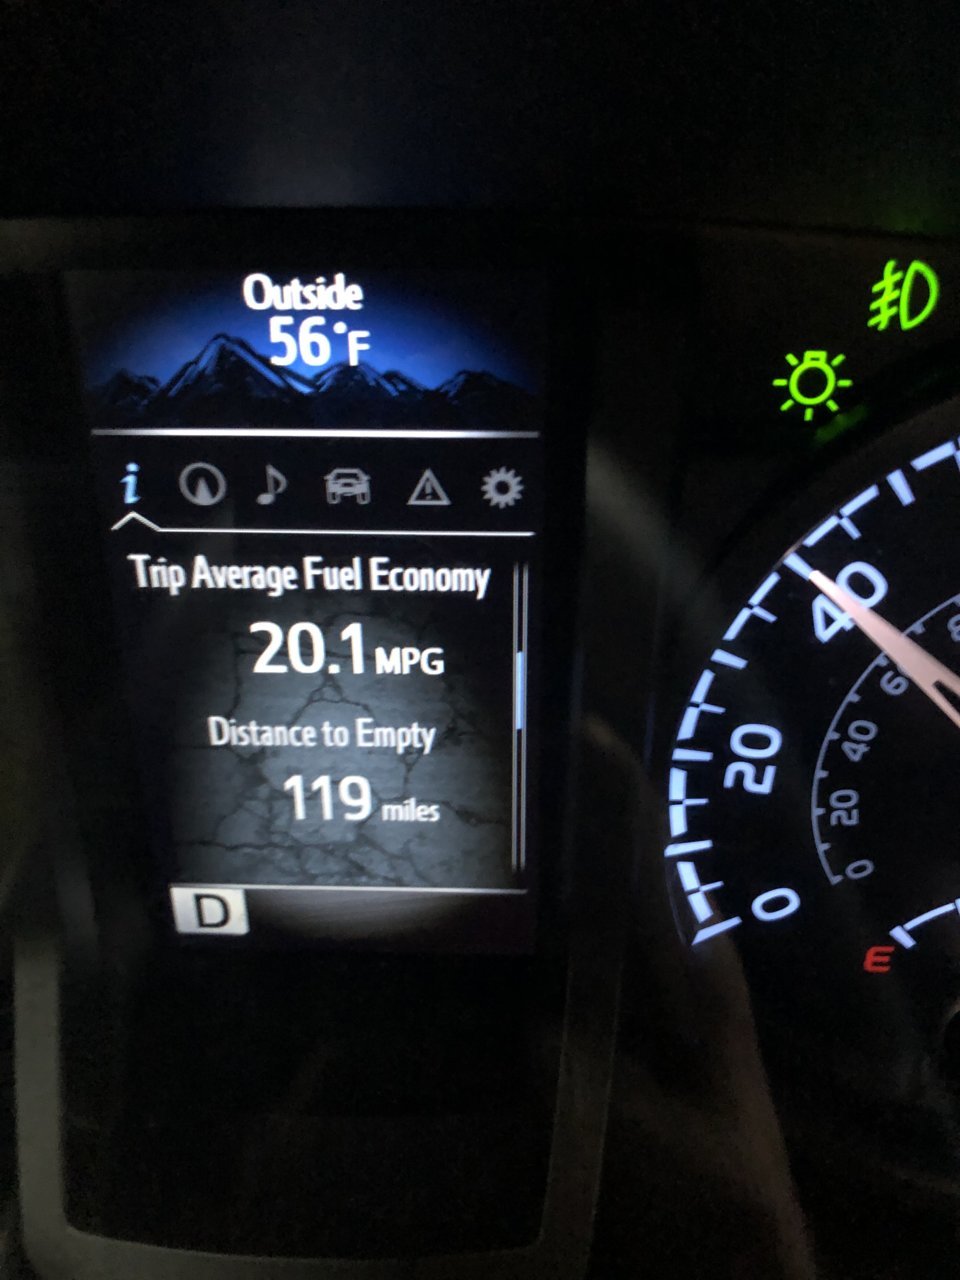 Outside
56°F
i
Trip Average Fuel Economy
20.1 MPG
Distance to Empty
119 miles
D
40
20
0
60
40
20
0
E